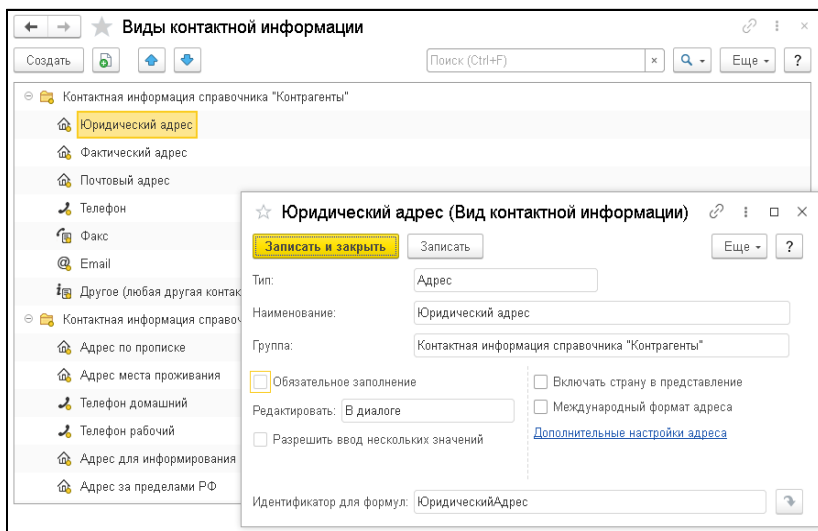 Виды контактной информации
Создать
Поиск (Ctrl+F)
×
Еще
?
Контактная информация справочника "Контрагенты"
Юридический адрес
Фактический адрес
Почтовый адрес
Телефон
Факс
Email
Другое (любая другая контак
Контактная информация справоч
Адрес по прописке
Адрес места проживания
Телефон домашний
Телефон рабочий
Адрес для информирования
Адрес за пределами РФ
Юридический адрес (Вид контактной информации)
Записать и закрыть
Записать
Еще
?
Тип: Адрес
Наименование: Юридический адрес
Группа: Контактная информация справочника "Контрагенты"
Обязательное заполнение
Включать страну в представление
Редактировать: В диалоге
Международный формат адреса
Разрешить ввод нескольких значений
Дополнительные настройки адреса
Идентификатор для формул: ЮридическийАдрес